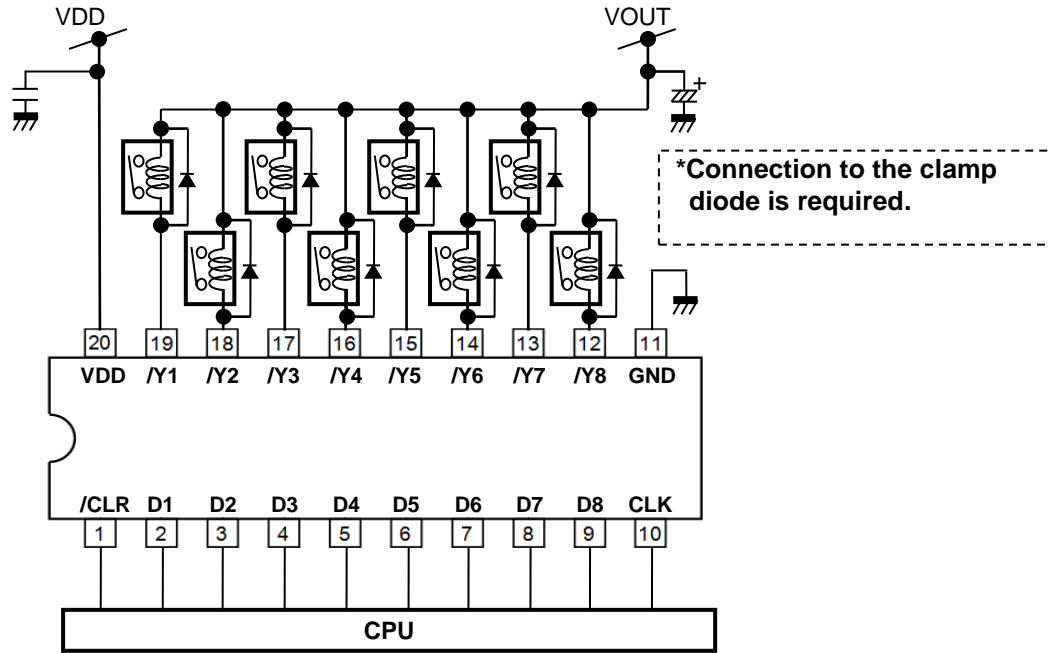 VDD VOUT
+
*Connection to the clamp
diode is required.
20 19 18 17 16 15 14 13 12 11
VDD /Y1 /Y2 /Y3 /Y4 /Y5 /Y6 /Y7 /Y8 GND
/CLR D1 D2 D3 D4 D5 D6 D7 D8 CLK
1 2 3 4 5 6 7 8 9 10
CPU